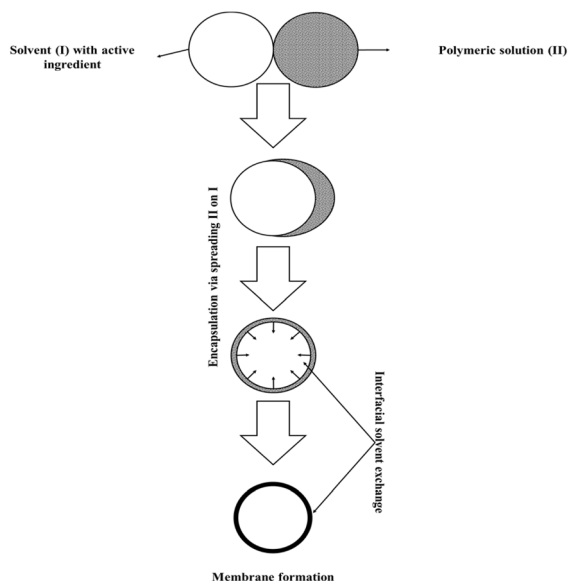 Solvent (I) with active
ingredient
Polymeric solution (II)
Encapsulation via spreading II on I
Interfacial solvent exchange
Membrane formation